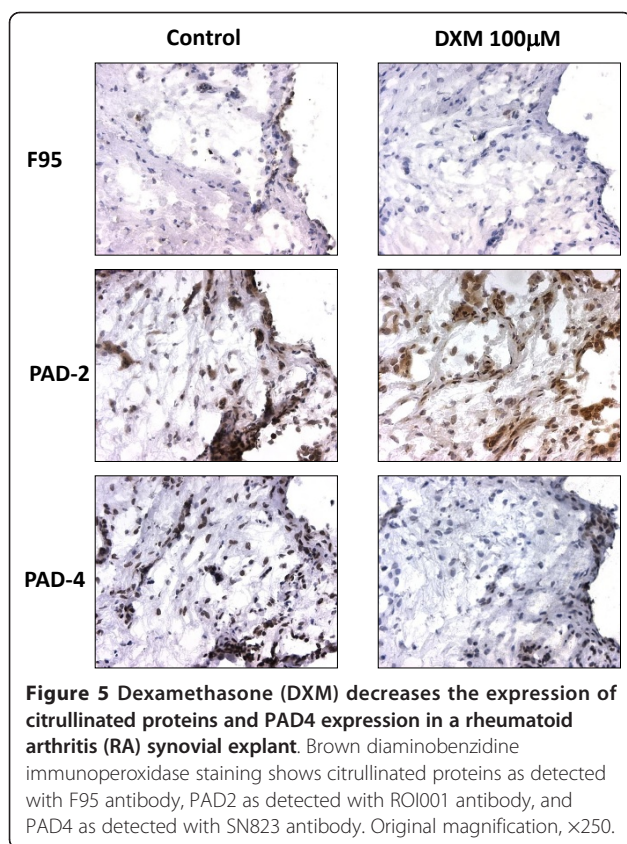 Control DXM 100µM
F95
PAD-2
PAD-4
Figure 5 Dexamethasone (DXM) decreases the expression of
citrullinated proteins and PAD4 expression in a rheumatoid
arthritis (RA) synovial explant. Brown diaminobenzidine
immunoperoxidase staining shows citrullinated proteins as detected
with F95 antibody, PAD2 as detected with ROI001 antibody, and
PAD4 as detected with SN823 antibody. Original magnification, ×250.